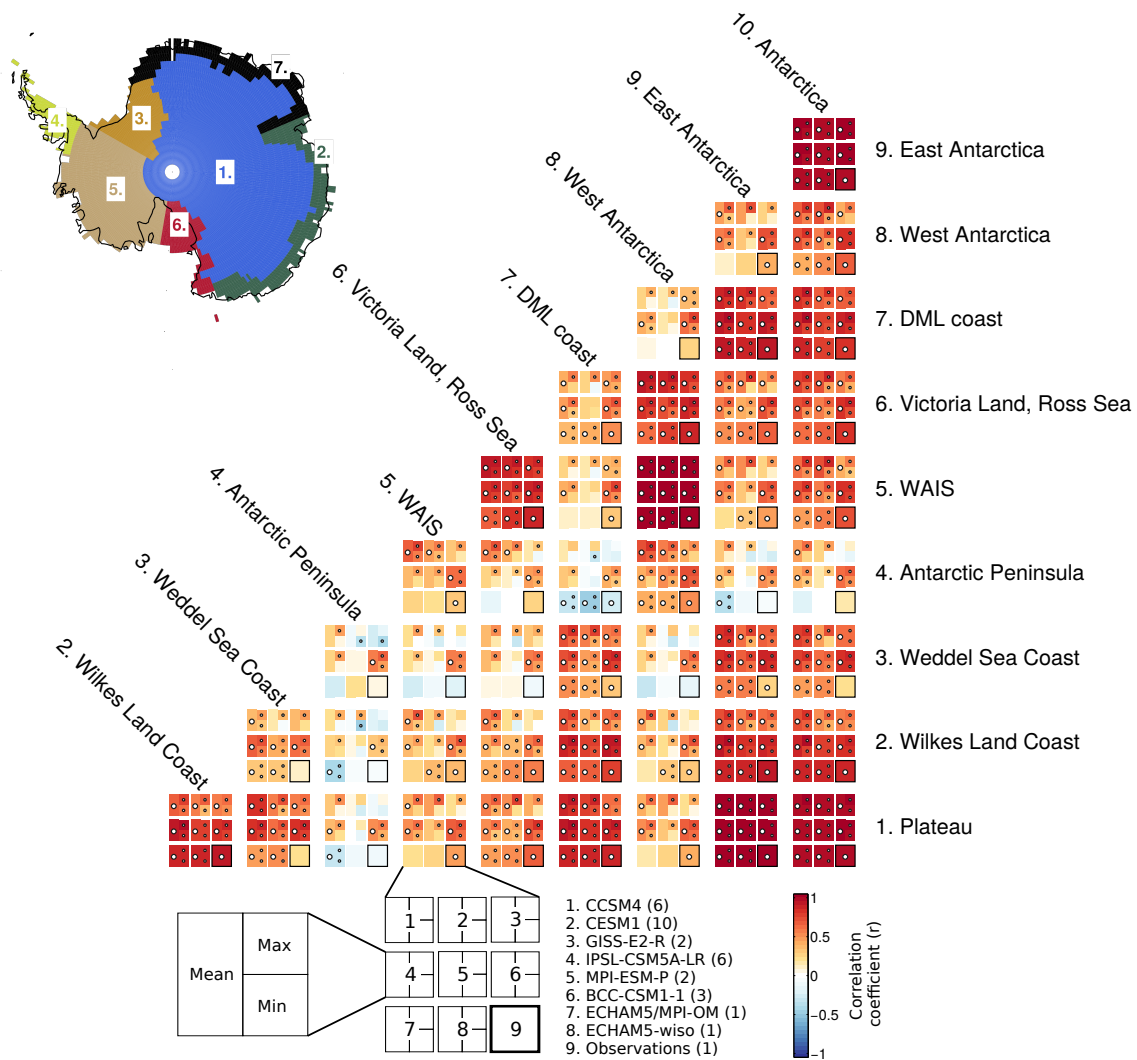 10. Antarctica
9. East Antarctica
8. West Antarctica
7. DML coast
6. Victoria Land, Ross Sea
5. WAIS
4. Antarctic Peninsula
3. Weddel Sea Coast
2. Wilkes Land Coast
7.
4.
3.
2.
1.
5.
6.
9. East Antarctica
8. West Antarctica
7. DML coast
6. Victoria Land, Ross Sea
5. WAIS
4. Antarctic Peninsula
3. Weddel Sea Coast
2. Wilkes Land Coast
1. Plateau
Mean
Max
Min
1 2 3
4 5 6
7 8 9
1. CCSM4 (6)
2. CESM1 (10)
3. GISS-E2-R (2)
4. IPSL-CSM5A-LR (6)
5. MPI-ESM-P (2)
6. BCC-CSM1-1 (3)
7. ECHAM5/MPI-OM (1)
8. ECHAM5-wiso (1)
9. Observations (1)
1
0.5
0
−0.5
−1
Correlation
coefficient (r)